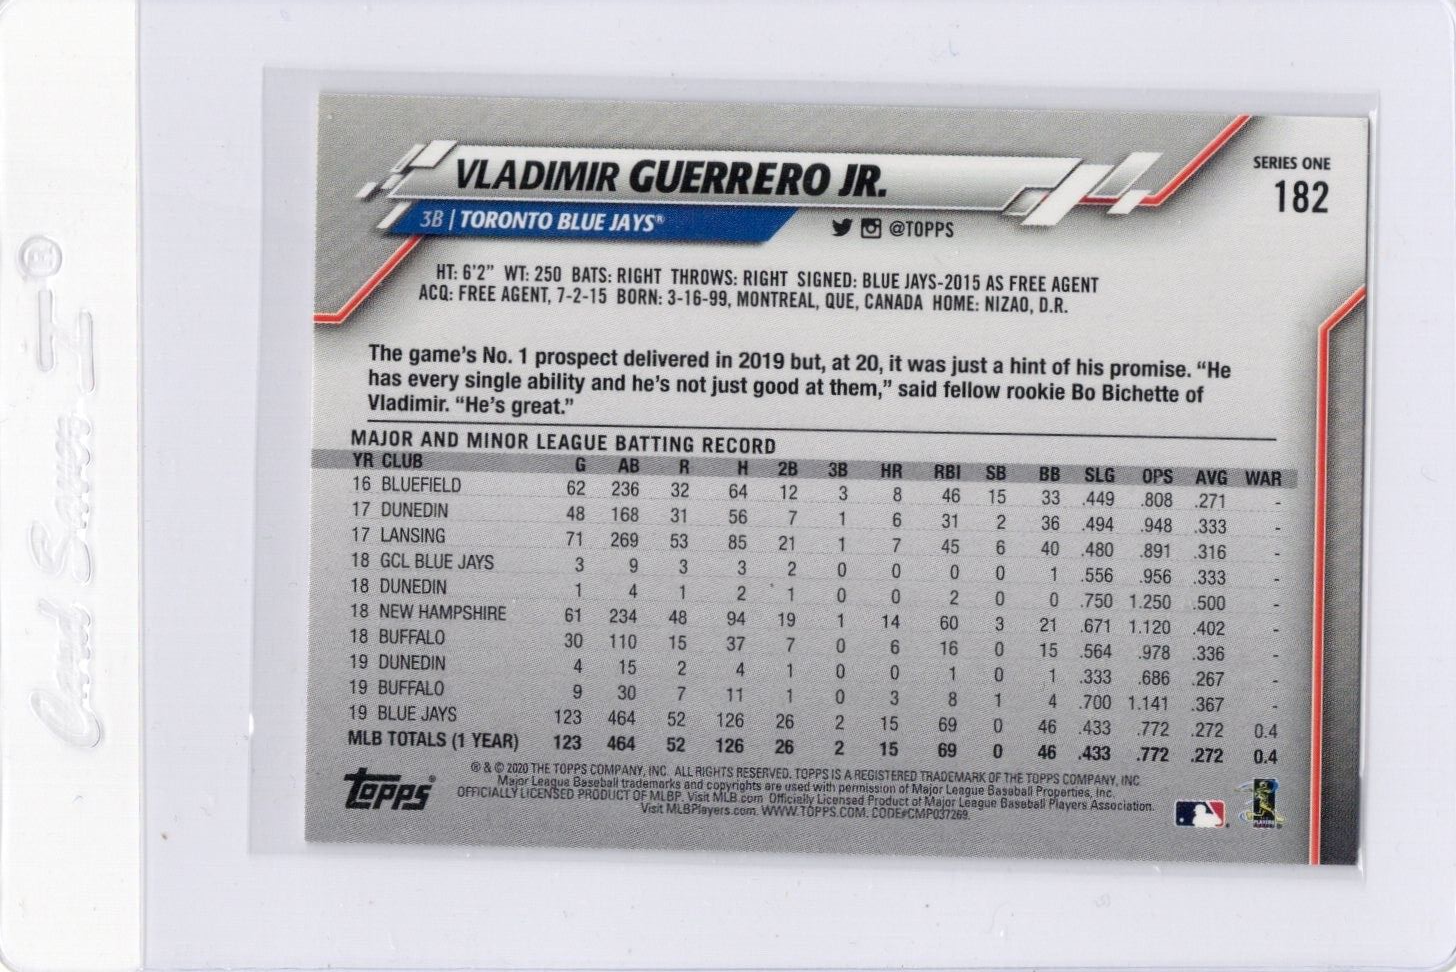 SERIES ONE
182
VLADIMIR GUERRERO JR.
3B | TORONTO BLUE JAYS®
@TOPPS
HT: 6'2" WT: 250 BATS: RIGHT THROWS: RIGHT SIGNED: BLUE JAYS-2015 AS FREE AGENT
ACQ: FREE AGENT, 7-2-15 BORN: 3-16-99, MONTREAL, QUE, CANADA HOME: NIZAO, D.R.
The game's No. 1 prospect delivered in 2019 but, at 20, it was just a hint of his promise. “He
has every single ability and he's not just good at them,” said fellow rookie Bo Bichette of
Vladimir. “He's great.”
MAJOR AND MINOR LEAGUE BATTING RECORD
YR CLUB G AB R H 2B 3B HR RBI SB BB SLG OPS AVG WAR
16 BLUEFIELD 62 236 32 64 12 3 8 46 15 33 .449 .808 .271 -
17 DUNEDIN 48 168 31 56 7 1 6 31 2 36 .494 .948 .333 -
17 LANSING 71 269 53 85 21 1 7 45 6 40 .480 .891 .316 -
18 GCL BLUE JAYS 3 9 3 3 2 0 0 0 0 1 .556 .956 .333 -
18 DUNEDIN 1 4 1 2 1 0 0 2 0 0 .750 1.250 .500 -
18 NEW HAMPSHIRE 61 234 48 94 19 1 14 60 3 21 .671 1.120 .402 -
18 BUFFALO 30 110 15 37 7 0 6 16 0 15 .564 .978 .336 -
19 DUNEDIN 4 15 2 4 1 0 0 1 0 1 .333 .686 .267 -
19 BUFFALO 9 30 7 11 1 0 3 8 1 4 .700 1.141 .367 -
19 BLUE JAYS 123 464 52 126 26 2 15 69 0 46 .433 .772 .272 0.4
MLB TOTALS (1 YEAR) 123 464 52 126 26 2 15 69 0 46 .433 .772 .272 0.4
® & © 2020 THE TOPPS COMPANY, INC. ALL RIGHTS RESERVED. TOPPS IS A REGISTERED TRADEMARK OF THE TOPPS COMPANY, INC.
Major League Baseball trademarks and copyrights are used with permission of Major League Baseball Properties, Inc.
OFFICIALLY LICENSED PRODUCT OF MLBP. Visit MLB.com Officially Licensed Product of Major League Baseball Players Association.
Visit MLBPlayers.com. WWW.TOPPS.COM. CODE#CMP037269.
TOPPS®
PLAYERS
Card Saver I ®